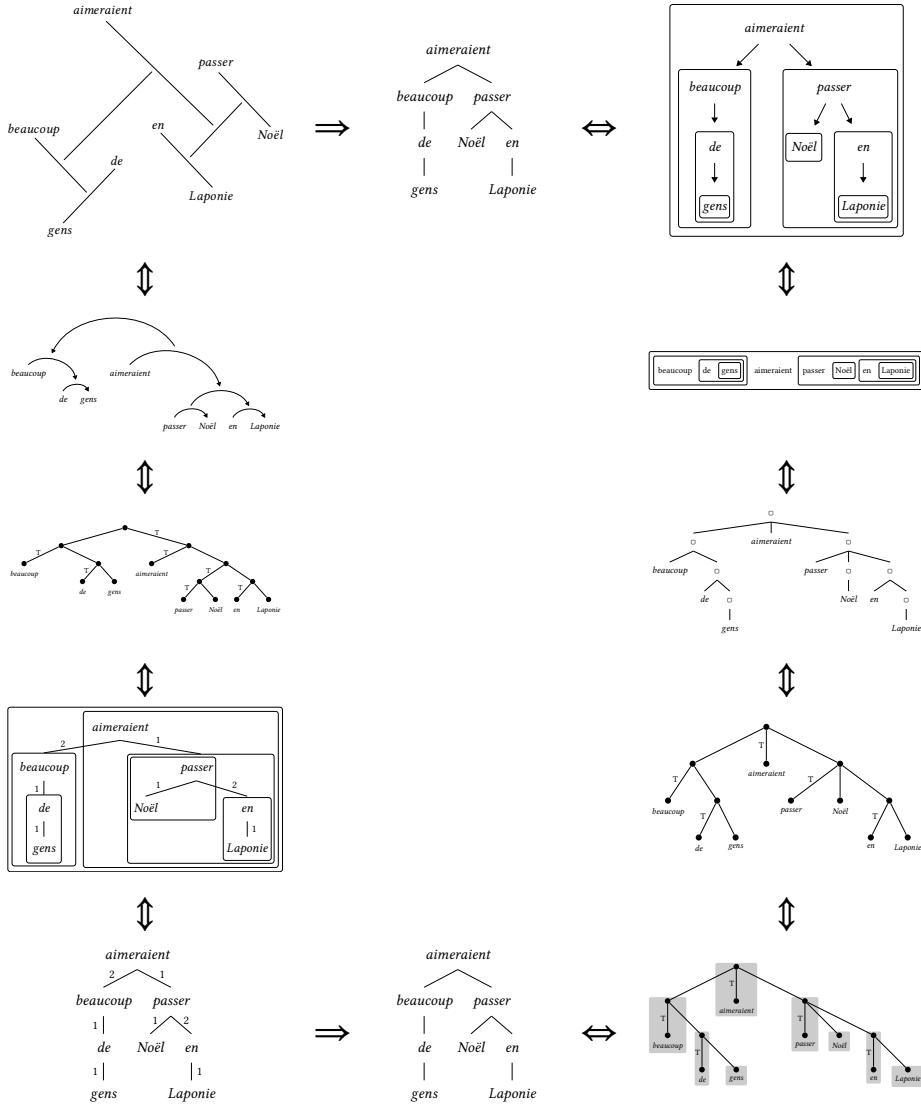 aimeraient
passer
beaucoup
en
Noël
de
Laponie
gens
aimeraient
beaucoup passer
de Noël en
gens Laponie
aimeraient
beaucoup passer
de Noël en
gens Laponie
beaucoup aimeraient
de gens
passer Noël en Laponie
beaucoup de gens aimeraient passer Noël en Laponie
T
T T
beaucoup T aimeraient T
de gens T T
passer Noël en Laponie
aimeraient
beaucoup passer
de Noël en
gens Laponie
aimeraient
2 1
beaucoup passer
1 1 2
de Noël en
1 1
gens Laponie
T
T aimeraient T
beaucoup T passer Noël T
de gens en Laponie
aimeraient
2 1
beaucoup passer
1 1 2
de Noël en
1 1
gens Laponie
aimeraient
beaucoup passer
de Noël en
gens Laponie
T
aimeraient
T T
beaucoup passer Noël
T T
de gens en Laponie